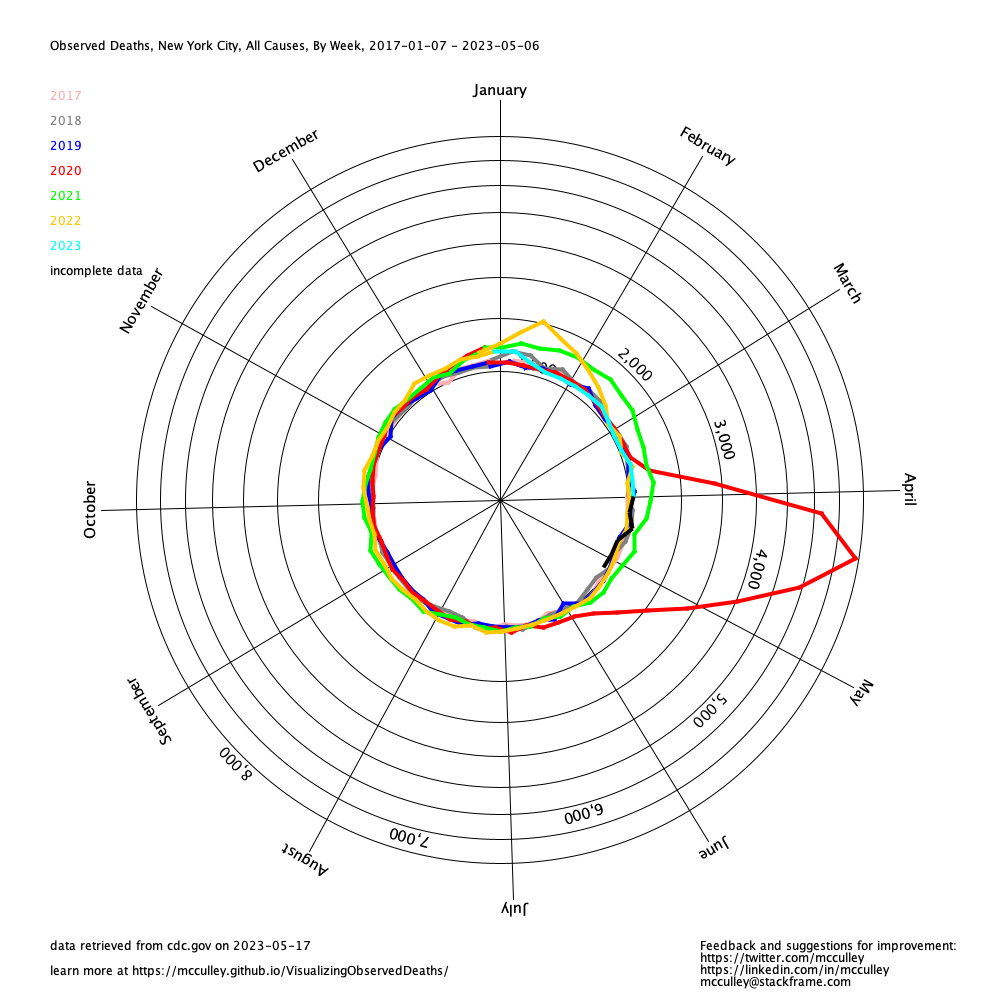 Observed Deaths, New York City, All Causes, By Week, 2017-01-07 - 2023-05-06
January
2017
2018
2019
2020
2021
2022
2023
incomplete data
December
February
November
March
2,000
3,000
April
October
4,000
May
5,000
September
8,000
6,000
7,000
June
August
July
data retrieved from cdc.gov on 2023-05-17
learn more at https://mcculley.github.io/VisualizingObservedDeaths/
Feedback and suggestions for improvement:
https://twitter.com/mcculley
https://linkedin.com/in/mcculley
mcculley@stackframe.com